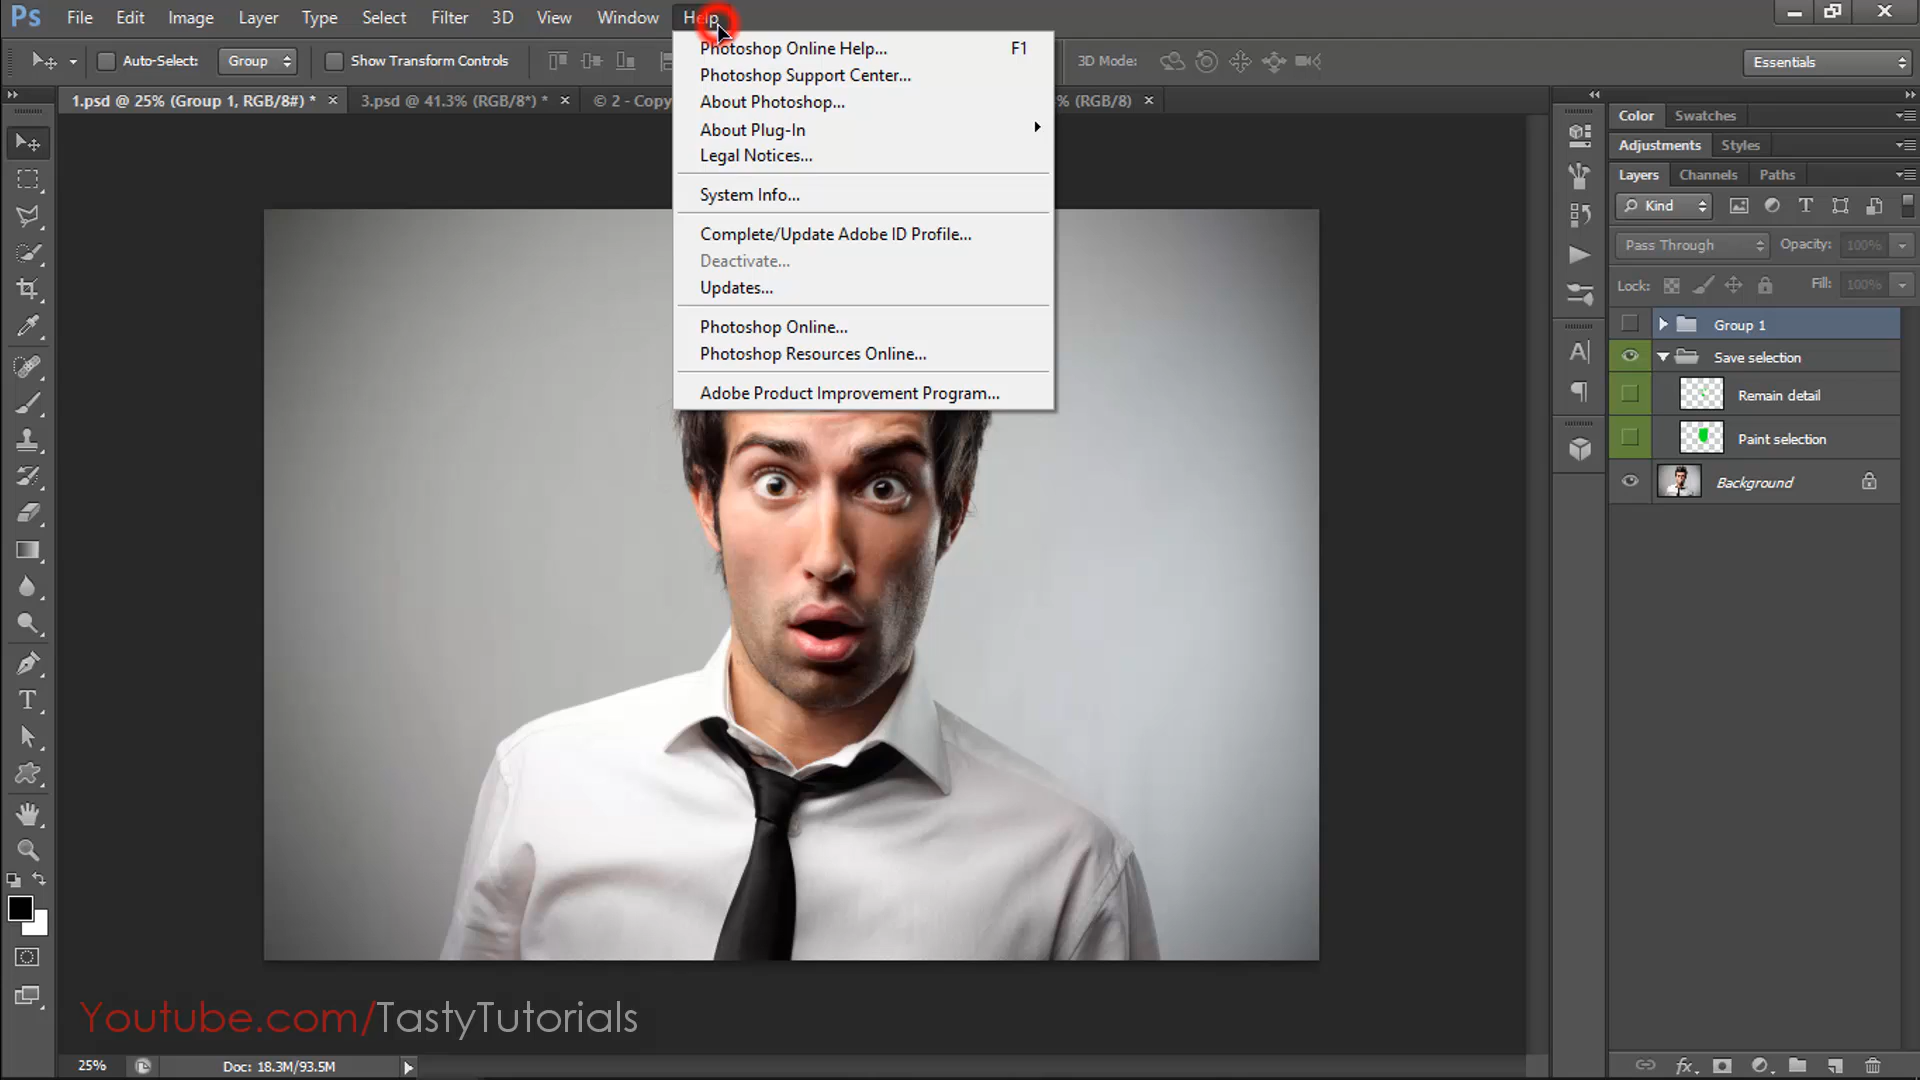 Ps File Edit Image Layer Type Select Filter 3D View Window Help
Auto-Select: Group Show Transform Controls 3D Mode: Essentials
1.psd @ 25% (Group 1, RGB/8#) * × 3.psd @ 41.3% (RGB/8*) * × © 2 - Copy % (RGB/8) ×
Photoshop Online Help... F1
Photoshop Support Center...
About Photoshop...
About Plug-In
Legal Notices...
System Info...
Complete/Update Adobe ID Profile...
Deactivate...
Updates...
Photoshop Online...
Photoshop Resources Online...
Adobe Product Improvement Program...
Color Swatches
Adjustments Styles
Layers Channels Paths
Kind
Pass Through Opacity: 100%
Lock: Fill: 100%
Group 1
Save selection
Remain detail
Paint selection
Background
Youtube.com/TastyTutorials
25% Doc: 18.3M/93.5M